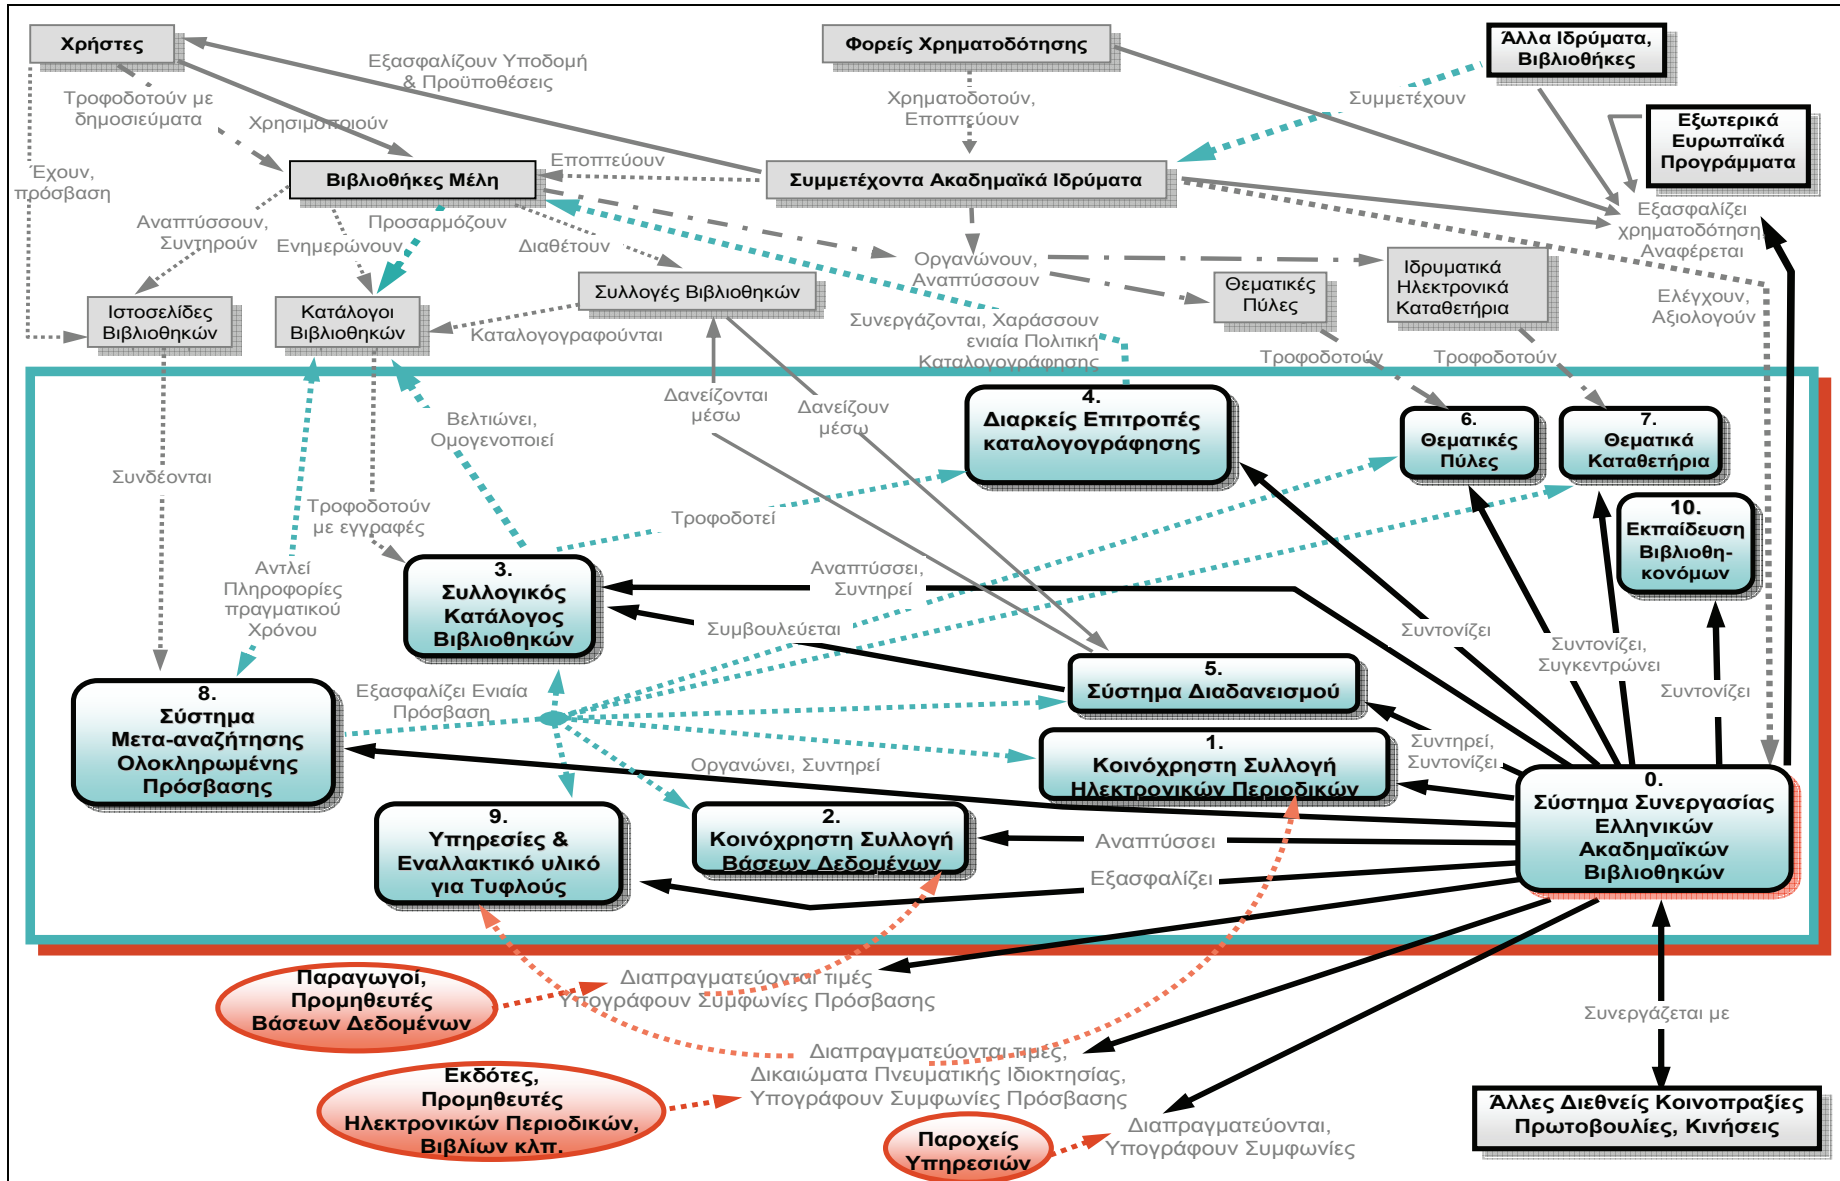 Χρήστες
Φορείς Χρηματοδότησης
Άλλα Ιδρύματα,
Βιβλιοθήκες
Εξασφαλίζουν Υποδομή
& Προϋποθέσεις
Τροφοδοτούν με
δημοσιεύματα
Χρησιμοποιούν
Χρηματοδοτούν,
Εποπτεύουν
Συμμετέχουν
Εξωτερικά
Ευρωπαϊκά
Προγράμματα
Έχουν,
πρόσβαση
Βιβλιοθήκες Μέλη
Εποπτεύουν
Συμμετέχοντα Ακαδημαϊκά Ιδρύματα
Εξασφαλίζει
χρηματοδότηση,
Αναφέρεται
Αναπτύσσουν,
Συντηρούν
Ενημερώνουν
Προσαρμόζουν
Διαθέτουν
Οργανώνουν,
Αναπτύσσουν
Ιστοσελίδες
Βιβλιοθηκών
Κατάλογοι
Βιβλιοθηκών
Συλλογές Βιβλιοθηκών
Καταλογογραφούνται
Θεματικές
Πύλες
Ιδρυματικά
Ηλεκτρονικά
Καταθετήρια
Ελέγχουν,
Αξιολογούν
Συνεργάζονται, Χαράσσουν
ενιαία Πολιτική
Καταλογογράφησης
Τροφοδοτούν
Τροφοδοτούν
Δανείζονται
μέσω
Δανείζουν
μέσω
Βελτιώνει,
Ομογενοποιεί
4.
Διαρκείς Επιτροπές
καταλογογράφησης
6.
Θεματικές
Πύλες
7.
Θεματικά
Καταθετήρια
Συνδέονται
Τροφοδοτούν
με εγγραφές
Τροφοδοτεί
10.
Εκπαίδευση
Βιβλιοθη-
κονόμων
Αντλεί
Πληροφορίες
πραγματικού
Χρόνου
3.
Συλλογικός
Κατάλογος
Βιβλιοθηκών
Αναπτύσσει,
Συντηρεί
Συμβουλεύεται
Συντονίζει
Συντονίζει,
Συγκεντρώνει
Συντονίζει
8.
Σύστημα
Μετα-αναζήτησης
Ολοκληρωμένης
Πρόσβασης
Εξασφαλίζει Ενιαία
Πρόσβαση
5.
Σύστημα Διαδανεισμού
1.
Κοινόχρηστη Συλλογή
Ηλεκτρονικών Περιοδικών
Συντηρεί,
Συντονίζει
Οργανώνει, Συντηρεί
0.
Σύστημα Συνεργασίας
Ελληνικών
Ακαδημαϊκών
Βιβλιοθηκών
9.
Υπηρεσίες &
Εναλλακτικό υλικό
για Τυφλούς
2.
Κοινόχρηστη Συλλογή
Βάσεων Δεδομένων
Αναπτύσσει
Εξασφαλίζει
Παραγωγοί,
Προμηθευτές
Βάσεων Δεδομένων
Διαπραγματεύονται τιμές
Υπογράφουν Συμφωνίες Πρόσβασης
Συνεργάζεται με
Εκδότες,
Προμηθευτές
Ηλεκτρονικών Περιοδικών,
Βιβλίων κλπ.
Διαπραγματεύονται τιμές,
Δικαιώματα Πνευματικής Ιδιοκτησίας,
Υπογράφουν Συμφωνίες Πρόσβασης
Παροχείς
Υπηρεσιών
Διαπραγματεύονται,
Υπογράφουν Συμφωνίες
Άλλες Διεθνείς Κοινοπραξίες
Πρωτοβουλίες, Κινήσεις